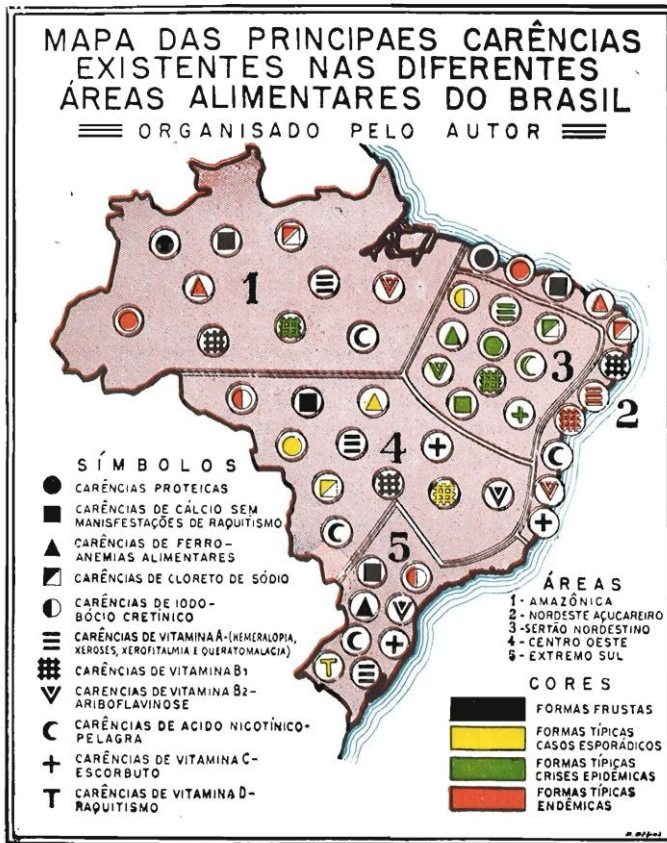 MAPA DAS PRINCIPAES CARÊNCIAS
EXISTENTES NAS DIFERENTES
ÁREAS ALIMENTARES DO BRASIL
ORGANISADO PELO AUTOR
1
2
3
4
5
SÍMBOLOS
CARÊNCIAS PROTEICAS
CARÊNCIAS DE CÁLCIO SEM
MANISFESTAÇÕES DE RAQUITISMO
CARÊNCIAS DE FERRO-
ANEMIAS ALIMENTARES
CARÊNCIAS DE CLORETO DE SÓDIO
CARÊNCIAS DE IODO-
BÓCIO CRETÍNICO
CARÊNCIAS DE VITAMINA A-(HEMERALOPIA,
XEROSES, XEROFITALMIA E QUERATOMALACIA)
CARÊNCIAS DE VITAMINA B1
CARENCIAS DE VITAMINA B2-
ARIBOFLAVINOSE
CARÊNCIAS DE ACIDO NICOTÍNICO-
PELAGRA
CARÊNCIAS DE VITAMINA C-
ESCORBUTO
T CARÊNCIAS DE VITAMINA D-
RAQUITISMO
T
ÁREAS
1- AMAZÔNICA
2- NORDESTE AÇUCAREIRO
3- SERTÃO NORDESTINO
4- CENTRO OESTE
5- EXTREMO SUL
CORES
FORMAS FRUSTAS
FORMAS TÍPICAS
CASOS ESPORÁDICOS
FORMAS TÍPICAS
CRISES EPIDÊMICAS
FORMAS TÍPICAS
ENDÊMICAS